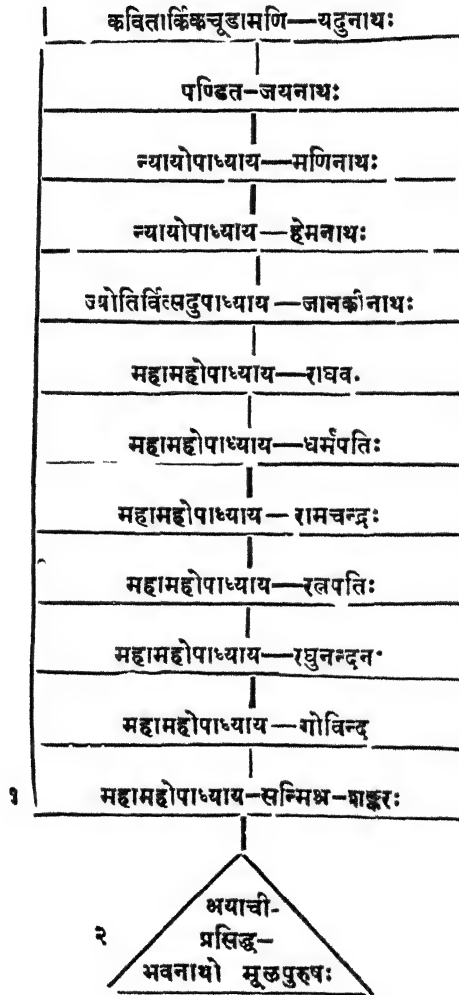 कवितार्किकचूडामणि—यदुनाथः
पण्डित-जयनाथः
न्यायोपाध्याय—मणिनाथः
न्यायोपाध्याय—हेमनाथः
ज्योतिर्वित्सदुपाध्याय—जानकीनाथः
महामहोपाध्याय—राघव.
महामहोपाध्याय—धर्मपतिः
महामहोपाध्याय—रामचन्द्रः
महामहोपाध्याय—रत्नपतिः
महामहोपाध्याय—रघुनन्दन॰
महामहोपाध्याय—गोविन्द
१ महामहोपाध्याय-सन्मिश्र-शङ्करः
अयाची-
२ प्रसिद्ध-
भवनाथो मूलपुरुषः